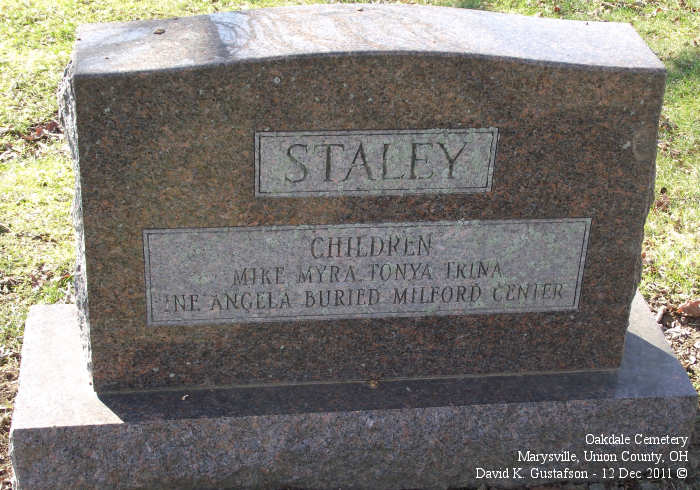 STALEY
CHILDREN
MIKE MYRA TONYA TRINA
ANGELA BURIED MILFORD CENTER
Oakdale Cemetery
Marysville, Union County, OH
David K. Gustafson - 12 Dec 2011 ©